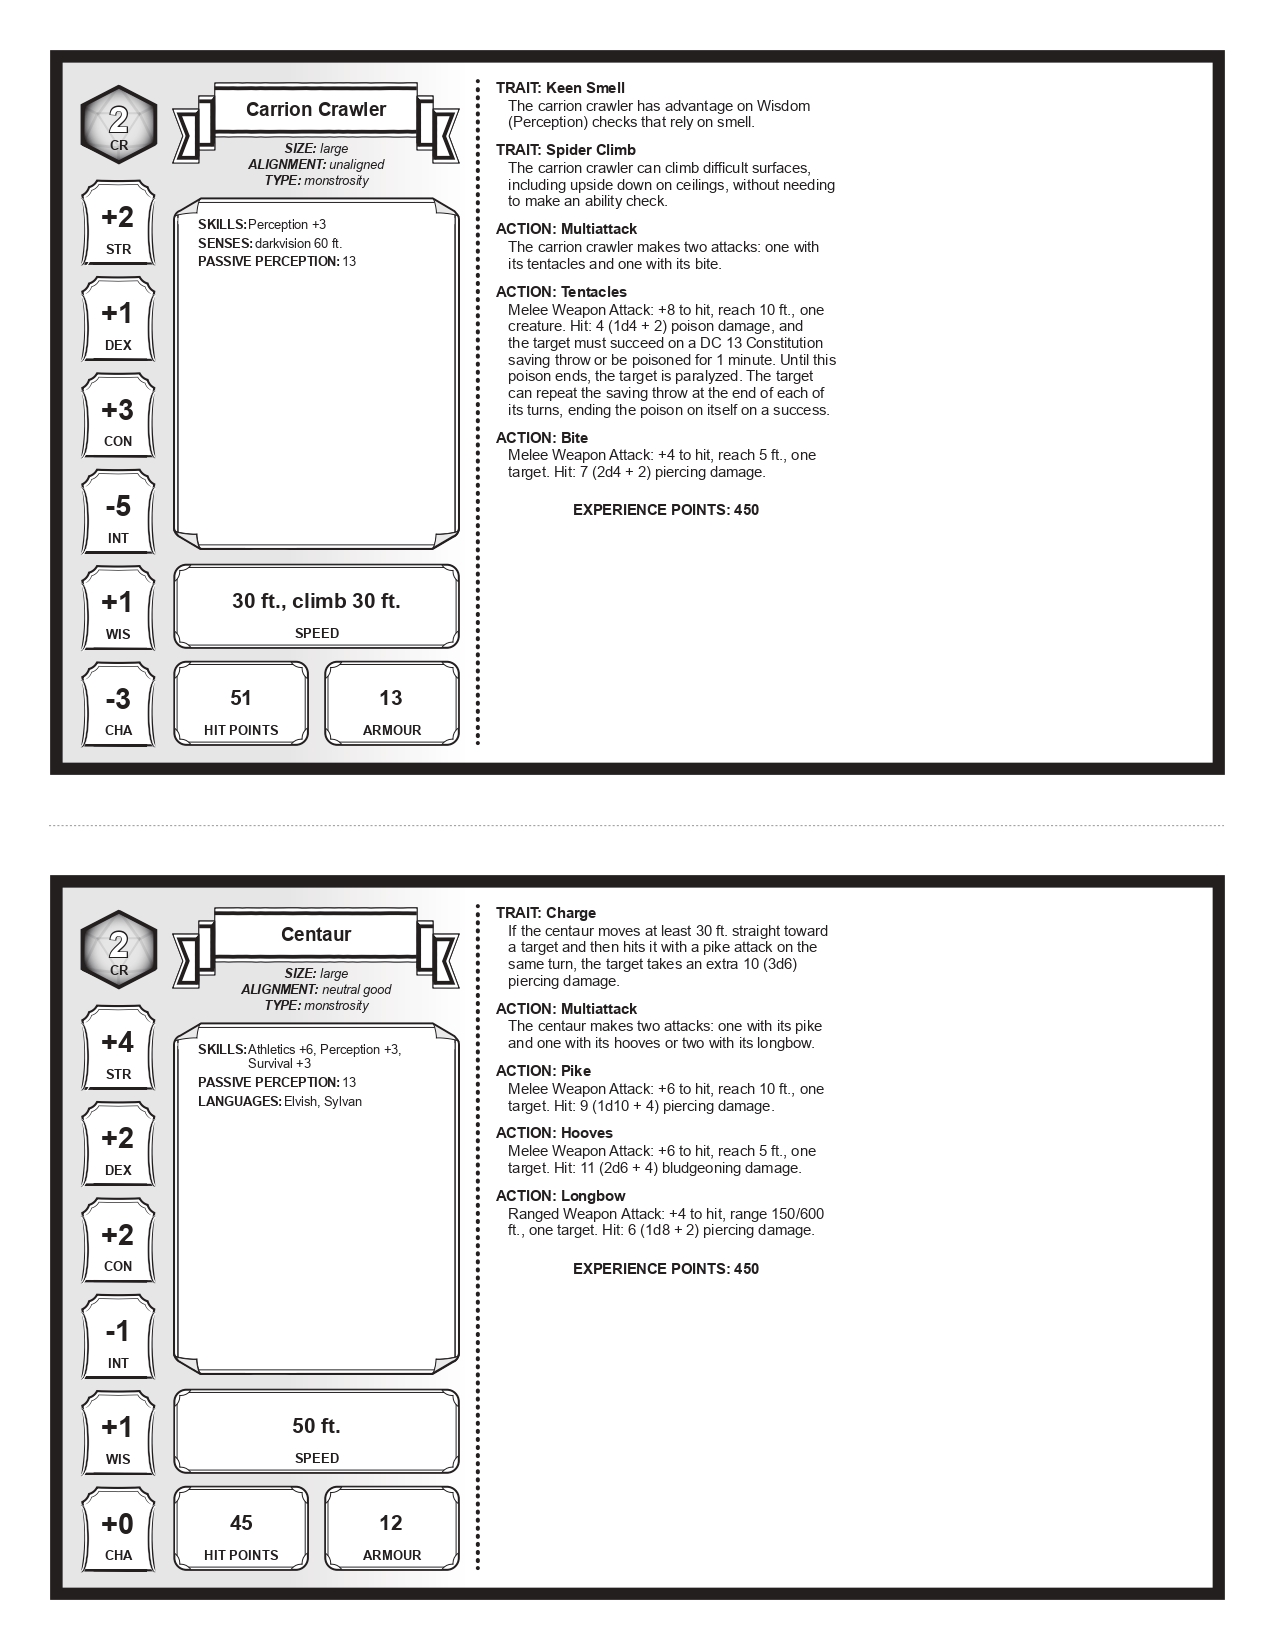 2
CR
Carrion Crawler
SIZE: large
ALIGNMENT: unaligned
TYPE: monstrosity
+2
STR
+1
DEX
+3
CON
-5
INT
+1
WIS
-3
CHA
SKILLS: Perception +3
SENSES: darkvision 60 ft.
PASSIVE PERCEPTION: 13
30 ft., climb 30 ft.
SPEED
51
HIT POINTS
13
ARMOUR
TRAIT: Keen Smell
The carrion crawler has advantage on Wisdom
(Perception) checks that rely on smell.
TRAIT: Spider Climb
The carrion crawler can climb difficult surfaces,
including upside down on ceilings, without needing
to make an ability check.
ACTION: Multiattack
The carrion crawler makes two attacks: one with
its tentacles and one with its bite.
ACTION: Tentacles
Melee Weapon Attack: +8 to hit, reach 10 ft., one
creature. Hit: 4 (1d4 + 2) poison damage, and
the target must succeed on a DC 13 Constitution
saving throw or be poisoned for 1 minute. Until this
poison ends, the target is paralyzed. The target
can repeat the saving throw at the end of each of
its turns, ending the poison on itself on a success.
ACTION: Bite
Melee Weapon Attack: +4 to hit, reach 5 ft., one
target. Hit: 7 (2d4 + 2) piercing damage.
EXPERIENCE POINTS: 450
2
CR
Centaur
SIZE: large
ALIGNMENT: neutral good
TYPE: monstrosity
+4
STR
+2
DEX
+2
CON
-1
INT
+1
WIS
+0
CHA
SKILLS: Athletics +6, Perception +3,
Survival +3
PASSIVE PERCEPTION: 13
LANGUAGES: Elvish, Sylvan
50 ft.
SPEED
45
HIT POINTS
12
ARMOUR
TRAIT: Charge
If the centaur moves at least 30 ft. straight toward
a target and then hits it with a pike attack on the
same turn, the target takes an extra 10 (3d6)
piercing damage.
ACTION: Multiattack
The centaur makes two attacks: one with its pike
and one with its hooves or two with its longbow.
ACTION: Pike
Melee Weapon Attack: +6 to hit, reach 10 ft., one
target. Hit: 9 (1d10 + 4) piercing damage.
ACTION: Hooves
Melee Weapon Attack: +6 to hit, reach 5 ft., one
target. Hit: 11 (2d6 + 4) bludgeoning damage.
ACTION: Longbow
Ranged Weapon Attack: +4 to hit, range 150/600
ft., one target. Hit: 6 (1d8 + 2) piercing damage.
EXPERIENCE POINTS: 450